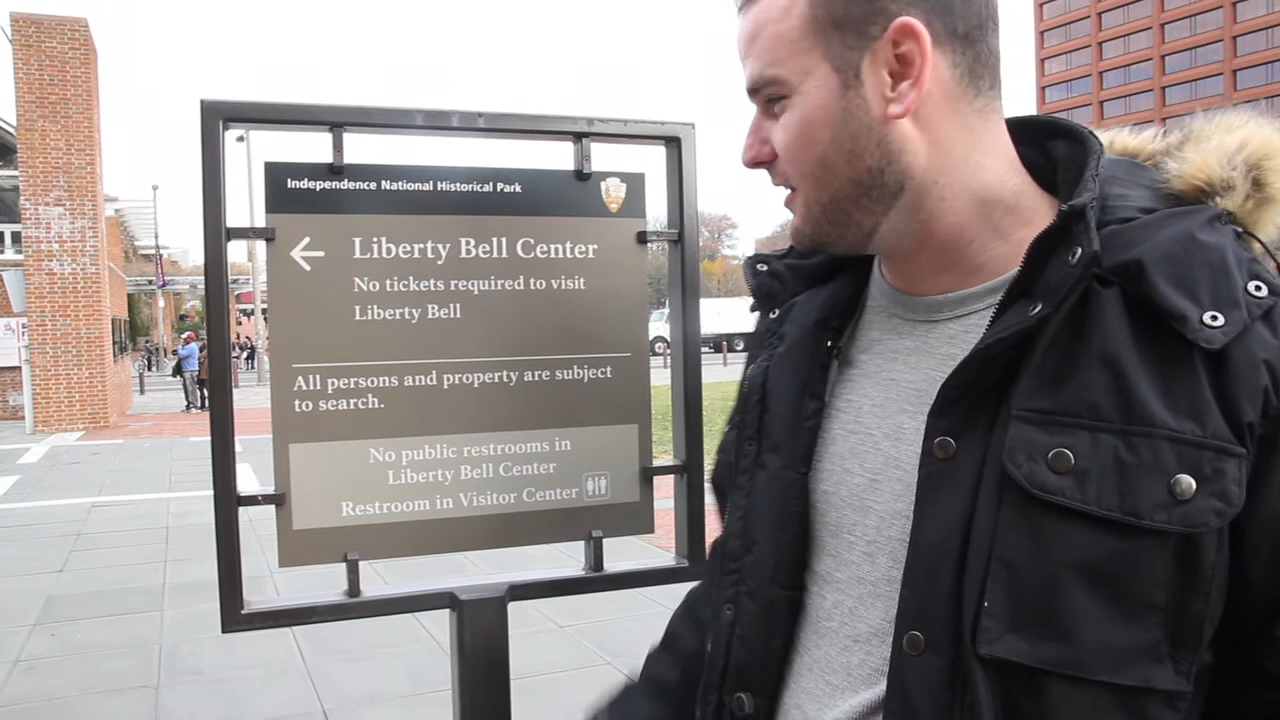 Independence National Historical Park
Liberty Bell Center
No tickets required to visit
Liberty Bell
All persons and property are subject
to search.
No public restrooms in
Liberty Bell Center
Restroom in Visitor Center